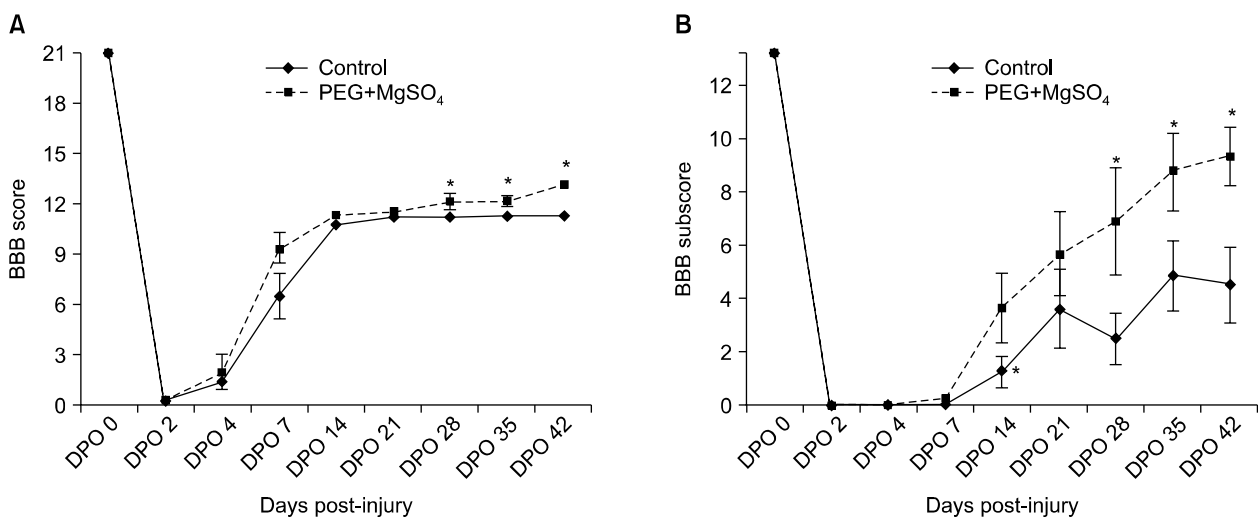 A
21
18
15
12
9
6
3
0
BBB score
Control
PEG+MgSO₄
*
*
*
DPO 0
DPO 2
DPO 4
DPO 7
DPO 14
DPO 21
DPO 28
DPO 35
DPO 42
Days post-injury
B
12
10
8
6
4
2
0
BBB subscore
Control
PEG+MgSO₄
*
*
*
*
DPO 0
DPO 2
DPO 4
DPO 7
DPO 14
DPO 21
DPO 28
DPO 35
DPO 42
Days post-injury